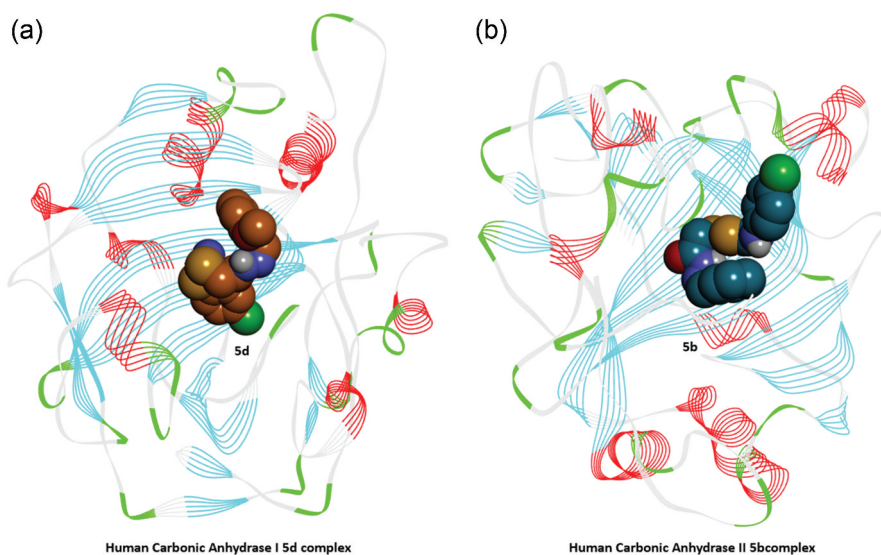 (a)
(b)
5d
5b
Human Carbonic Anhydrase I 5d complex
Human Carbonic Anhydrase II 5bcomplex